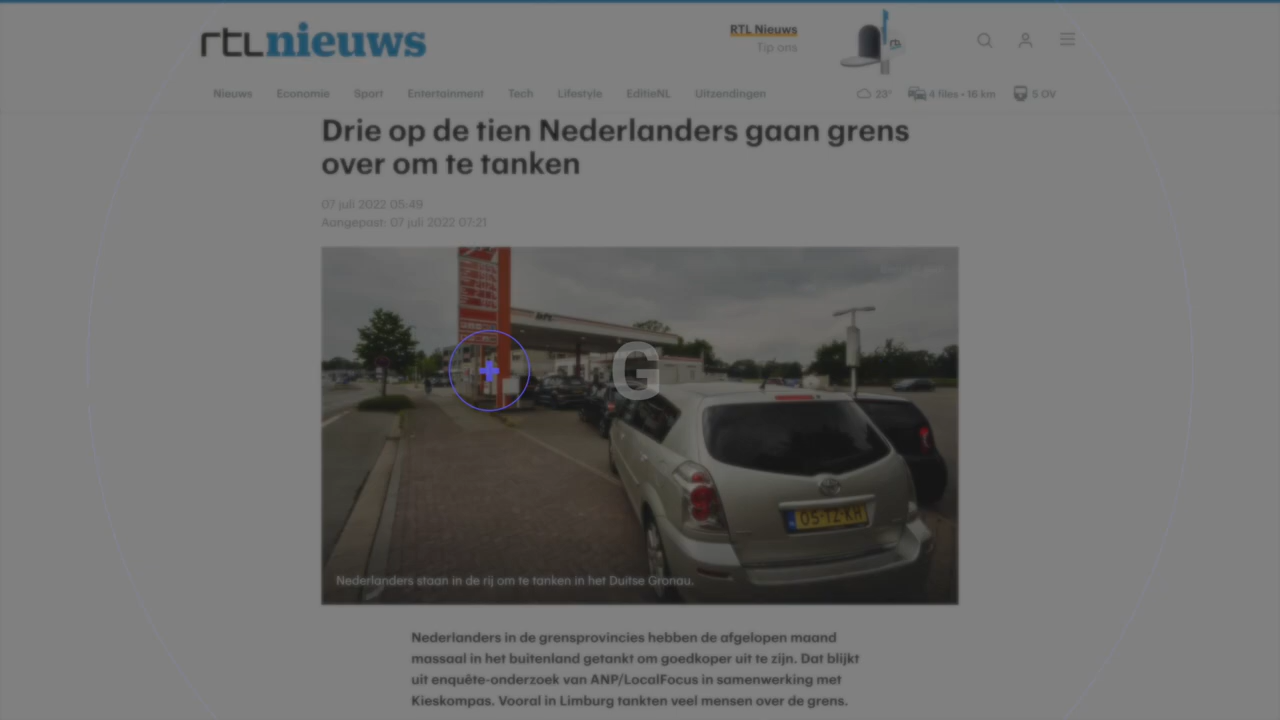 rtlnieuws
RTL Nieuws
Tip ons
rtl
Nieuws Economie Sport Entertainment Tech Lifestyle EditieNL Uitzendingen 23° 4 files - 16 km 5 OV
Drie op de tien Nederlanders gaan grens
over om te tanken
07 juli 2022 05:49
Aangepast: 07 juli 2022 07:21
G
05-TZ-KH
Nederlanders staan in de rij om te tanken in het Duitse Gronau.
Nederlanders in de grensprovincies hebben de afgelopen maand
massaal in het buitenland getankt om goedkoper uit te zijn. Dat blijkt
uit enquête-onderzoek van ANP/LocalFocus in samenwerking met
Kieskompas. Vooral in Limburg tankten veel mensen over de grens.